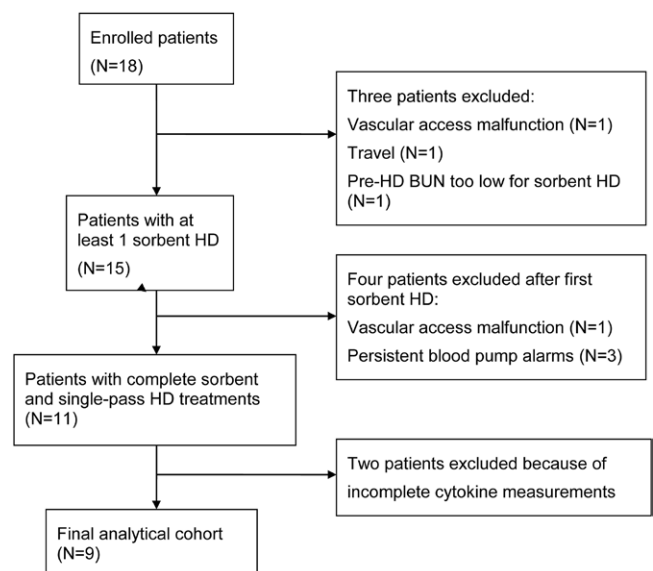 Enrolled patients
(N=18)
Three patients excluded:
Vascular access malfunction (N=1)
Travel (N=1)
Pre-HD BUN too low for sorbent HD
(N=1)
Patients with at
least 1 sorbent HD
(N=15)
Four patients excluded after first
sorbent HD:
Vascular access malfunction (N=1)
Persistent blood pump alarms (N=3)
Patients with complete sorbent
and single-pass HD treatments
(N=11)
Two patients excluded because of
incomplete cytokine measurements
Final analytical cohort
(N=9)